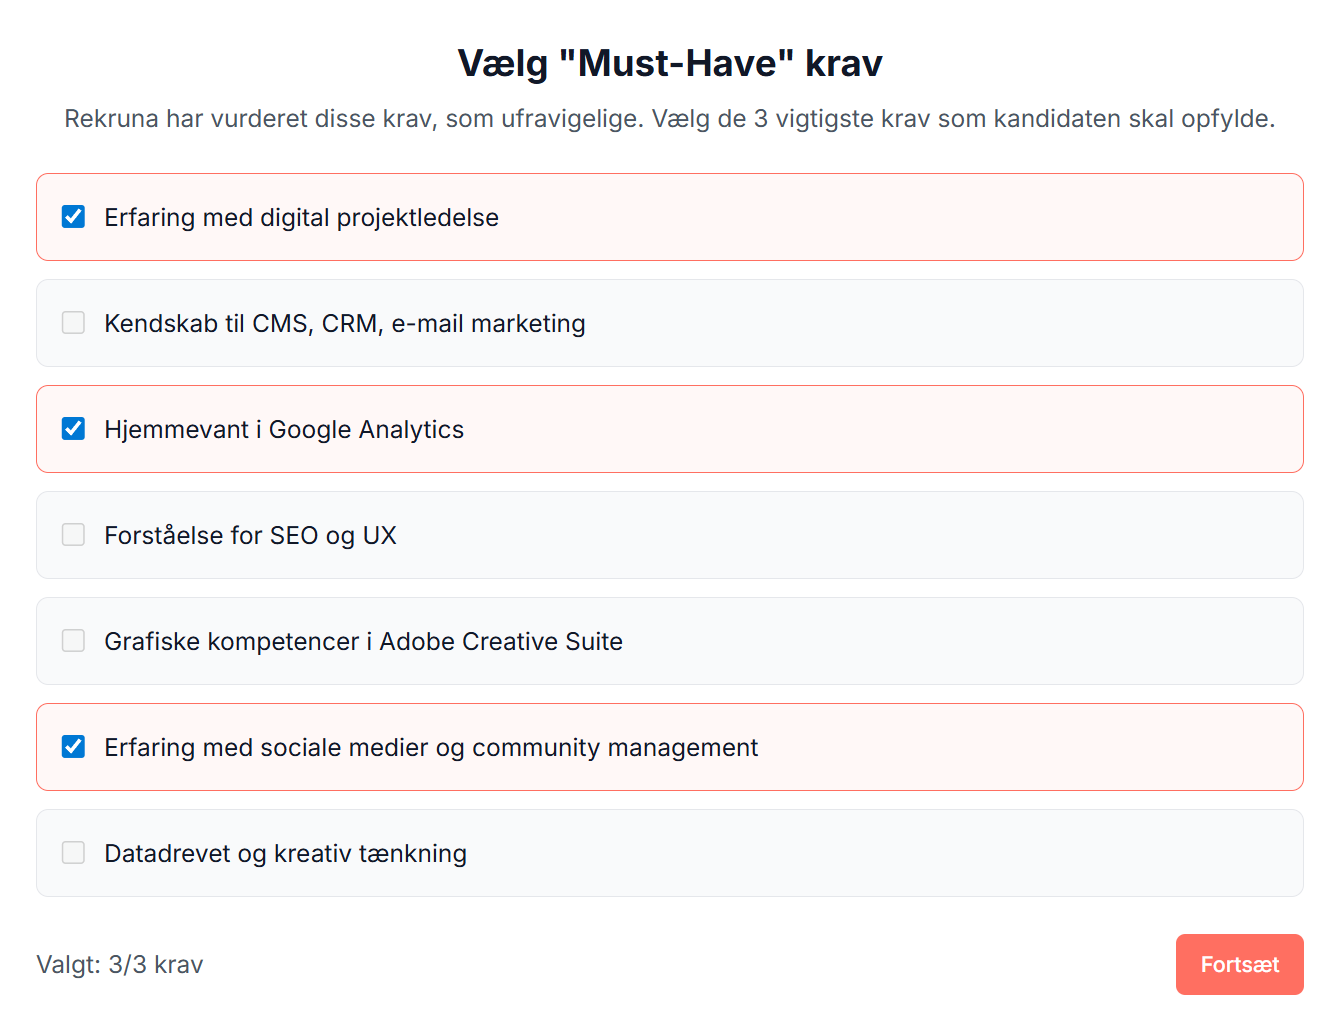 Vælg "Must-Have" krav
Rekruna har vurderet disse krav, som ufravigelige. Vælg de 3 vigtigste krav som kandidaten skal opfylde.
Erfaring med digital projektledelse
Kendskab til CMS, CRM, e-mail marketing
Hjemmevant i Google Analytics
Forståelse for SEO og UX
Grafiske kompetencer i Adobe Creative Suite
Erfaring med sociale medier og community management
Datadrevet og kreativ tænkning
Valgt: 3/3 krav
Fortsæt